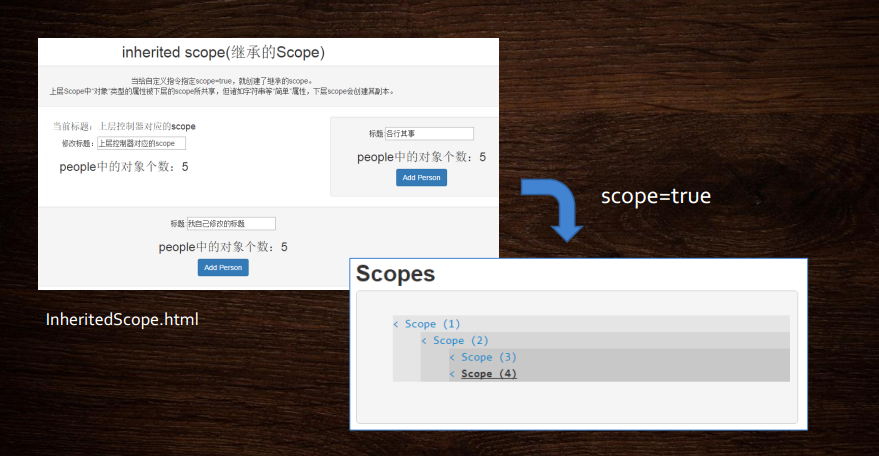 inherited scope(继承的Scope)
当给自定义指令指定scope=true，就创建了继承的scope。
上层Scope中"对象"类型的属性被下层的scope所共享，但诸如字符串等"简单"属性，下层scope会创建其副本。
当前标题：上层控制器对应的scope
修改标题：上层控制器对应的scope
people中的对象个数：5
标题 各行其事
people中的对象个数：5
Add Person
标题 我自己修改的标题
people中的对象个数：5
Add Person
InheritedScope.html
scope=true
Scopes
< Scope (1)
< Scope (2)
< Scope (3)
< Scope (4)